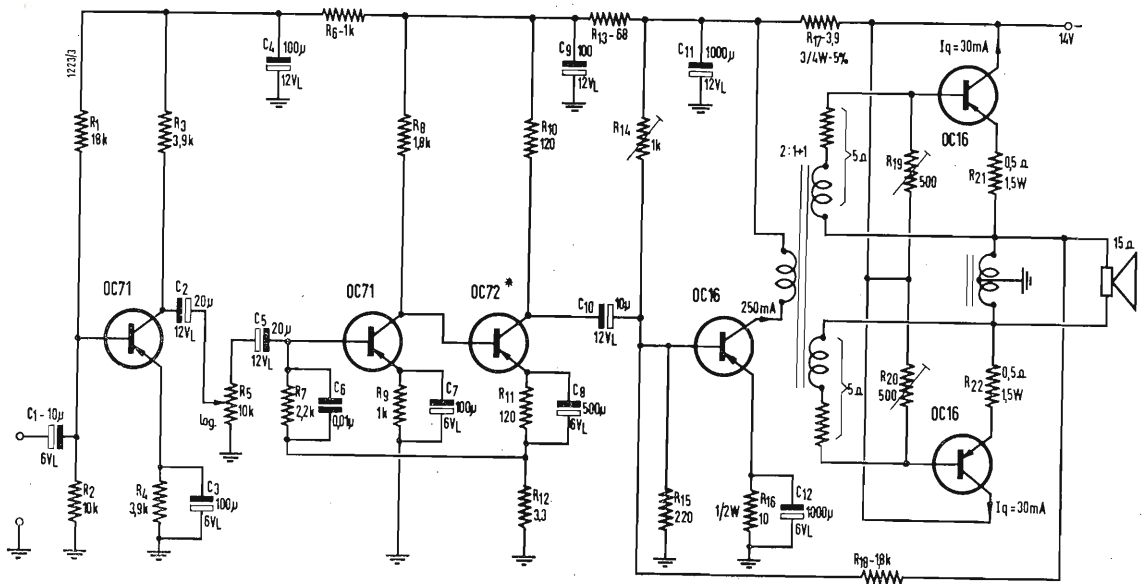 R6-1k
R13-68
R17-3,9
3/4W-5%
14V
Iq=30mA
1223/3
C4
100µ
12VL
C9
100
12VL
C11
1000µ
12VL
R1
18k
R3
3,9k
R8
1,8k
R10
120
R14
1k
2:1+1
5Ω
R19
500
OC16
R21
0,5Ω
1,5W
15Ω
OC71
C2
20µ
12VL
C5
20µ
12VL
OC71
OC72*
C10
10µ
12VL
OC16
250mA
R5
10k
log.
R7
2,2k
C6
0,01µ
R9
1k
C7
100µ
6VL
R11
120
C8
500µ
6VL
5Ω
R20
500
R22
0,5Ω
1,5W
OC16
C1-10µ
6VL
R2
10k
R4
3,9k
C3
100µ
6VL
R12
3,3
R15
220
1/2W
R16
10
C12
1000µ
6VL
Iq=30mA
R18-1,8k